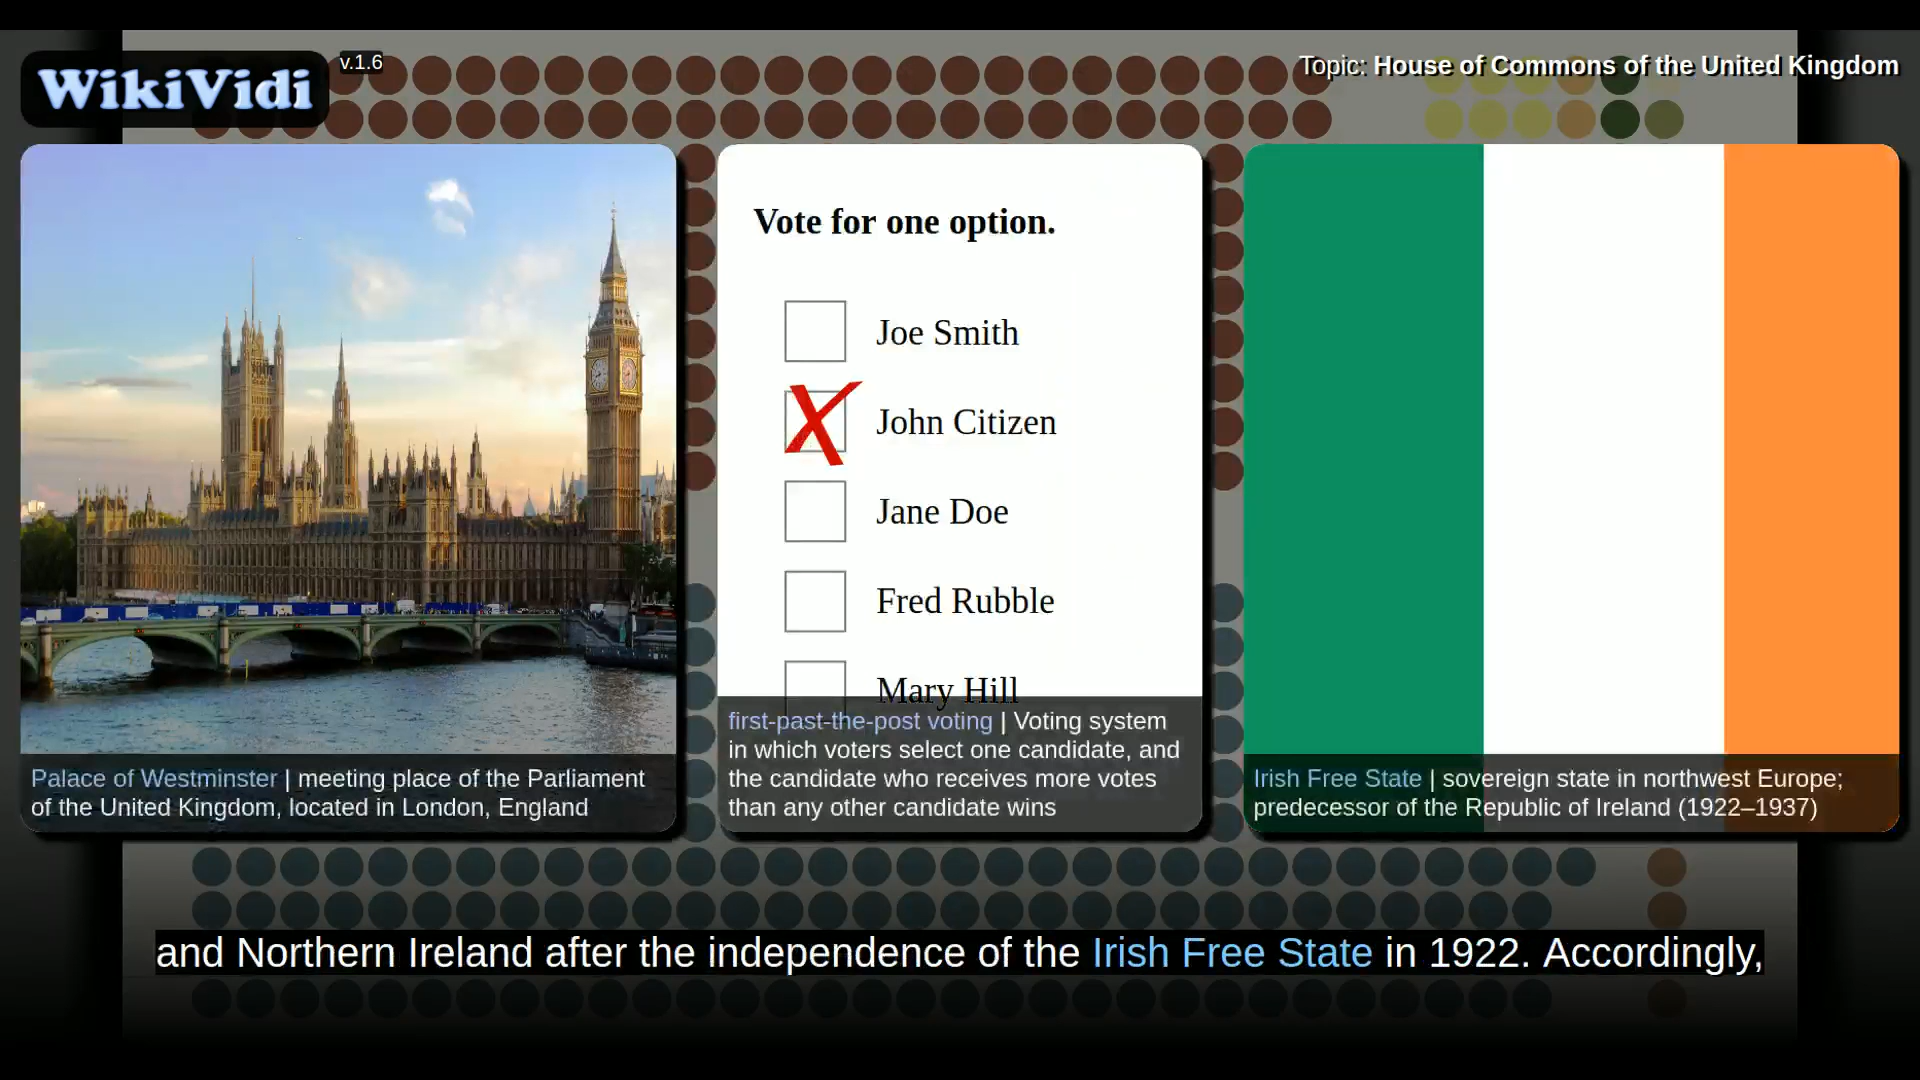 WikiVidi
v.1.6
Topic: House of Commons of the United Kingdom
Palace of Westminster | meeting place of the Parliament
of the United Kingdom, located in London, England
Vote for one option.
Joe Smith
John Citizen
Jane Doe
Fred Rubble
Mary Hill
first-past-the-post voting | Voting system
in which voters select one candidate, and
the candidate who receives more votes
than any other candidate wins
Irish Free State | sovereign state in northwest Europe;
predecessor of the Republic of Ireland (1922–1937)
and Northern Ireland after the independence of the Irish Free State in 1922. Accordingly,